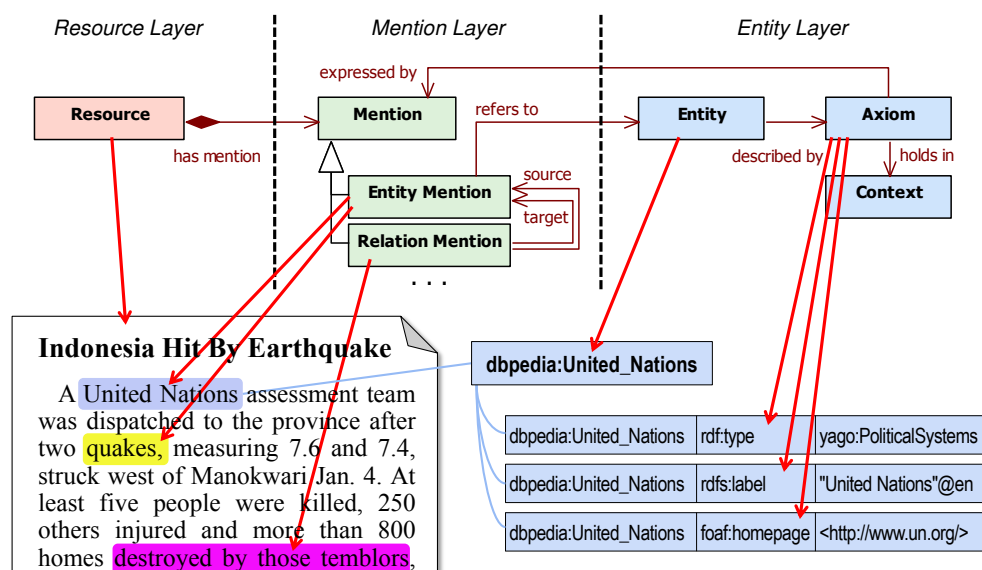 Resource Layer
Mention Layer
Entity Layer
expressed by
refers to
Resource
Mention
Entity
Axiom
has mention
described by
holds in
source
Entity Mention
Context
target
Relation Mention
. . .
Indonesia Hit By Earthquake
A United Nations assessment team
was dispatched to the province after
two quakes, measuring 7.6 and 7.4,
struck west of Manokwari Jan. 4. At
least five people were killed, 250
others injured and more than 800
homes destroyed by those temblors,
dbpedia:United_Nations
dbpedia:United_Nations rdf:type yago:PoliticalSystems
dbpedia:United_Nations rdfs:label "United Nations"@en
dbpedia:United_Nations foaf:homepage <http://www.un.org/>